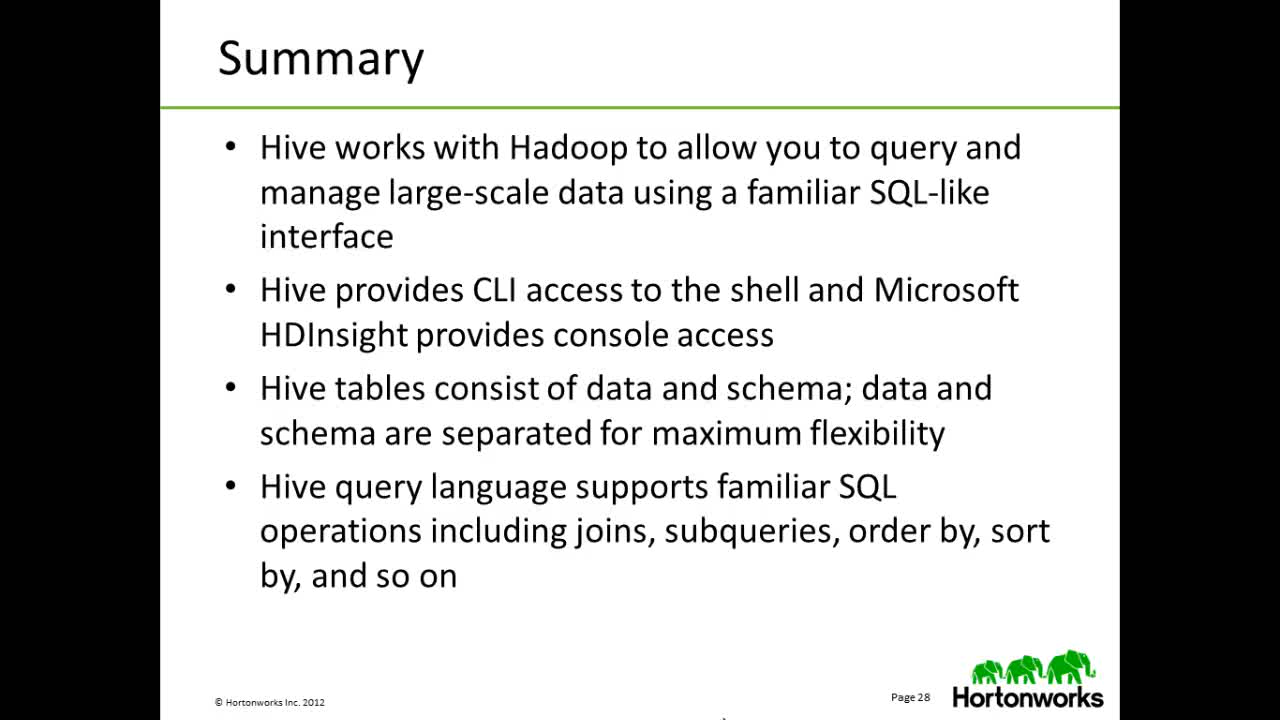 Summary
• Hive works with Hadoop to allow you to query and
manage large-scale data using a familiar SQL-like
interface
• Hive provides CLI access to the shell and Microsoft
HDInsight provides console access
• Hive tables consist of data and schema; data and
schema are separated for maximum flexibility
• Hive query language supports familiar SQL
operations including joins, subqueries, order by, sort
by, and so on
© Hortonworks Inc. 2012
Page 28
Hortonworks